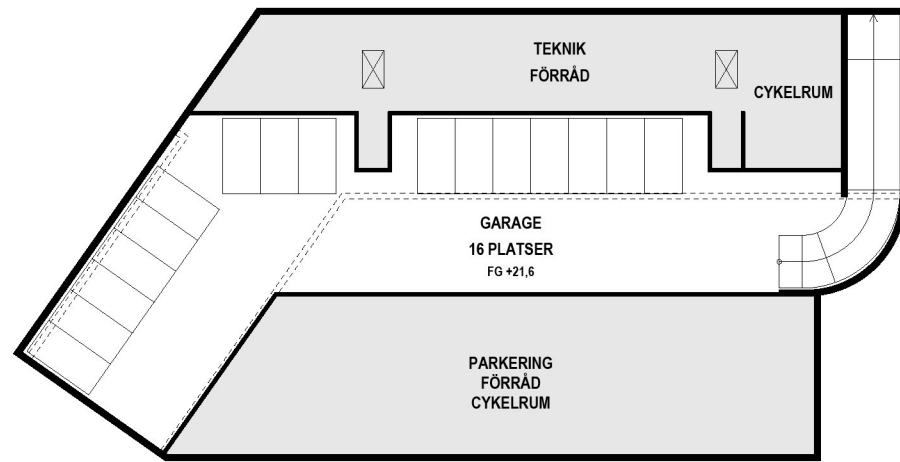 TEKNIK
FÖRRÅD
CYKELRUM
GARAGE
16 PLATSER
FG +21,6
PARKERING
FÖRRÅD
CYKELRUM